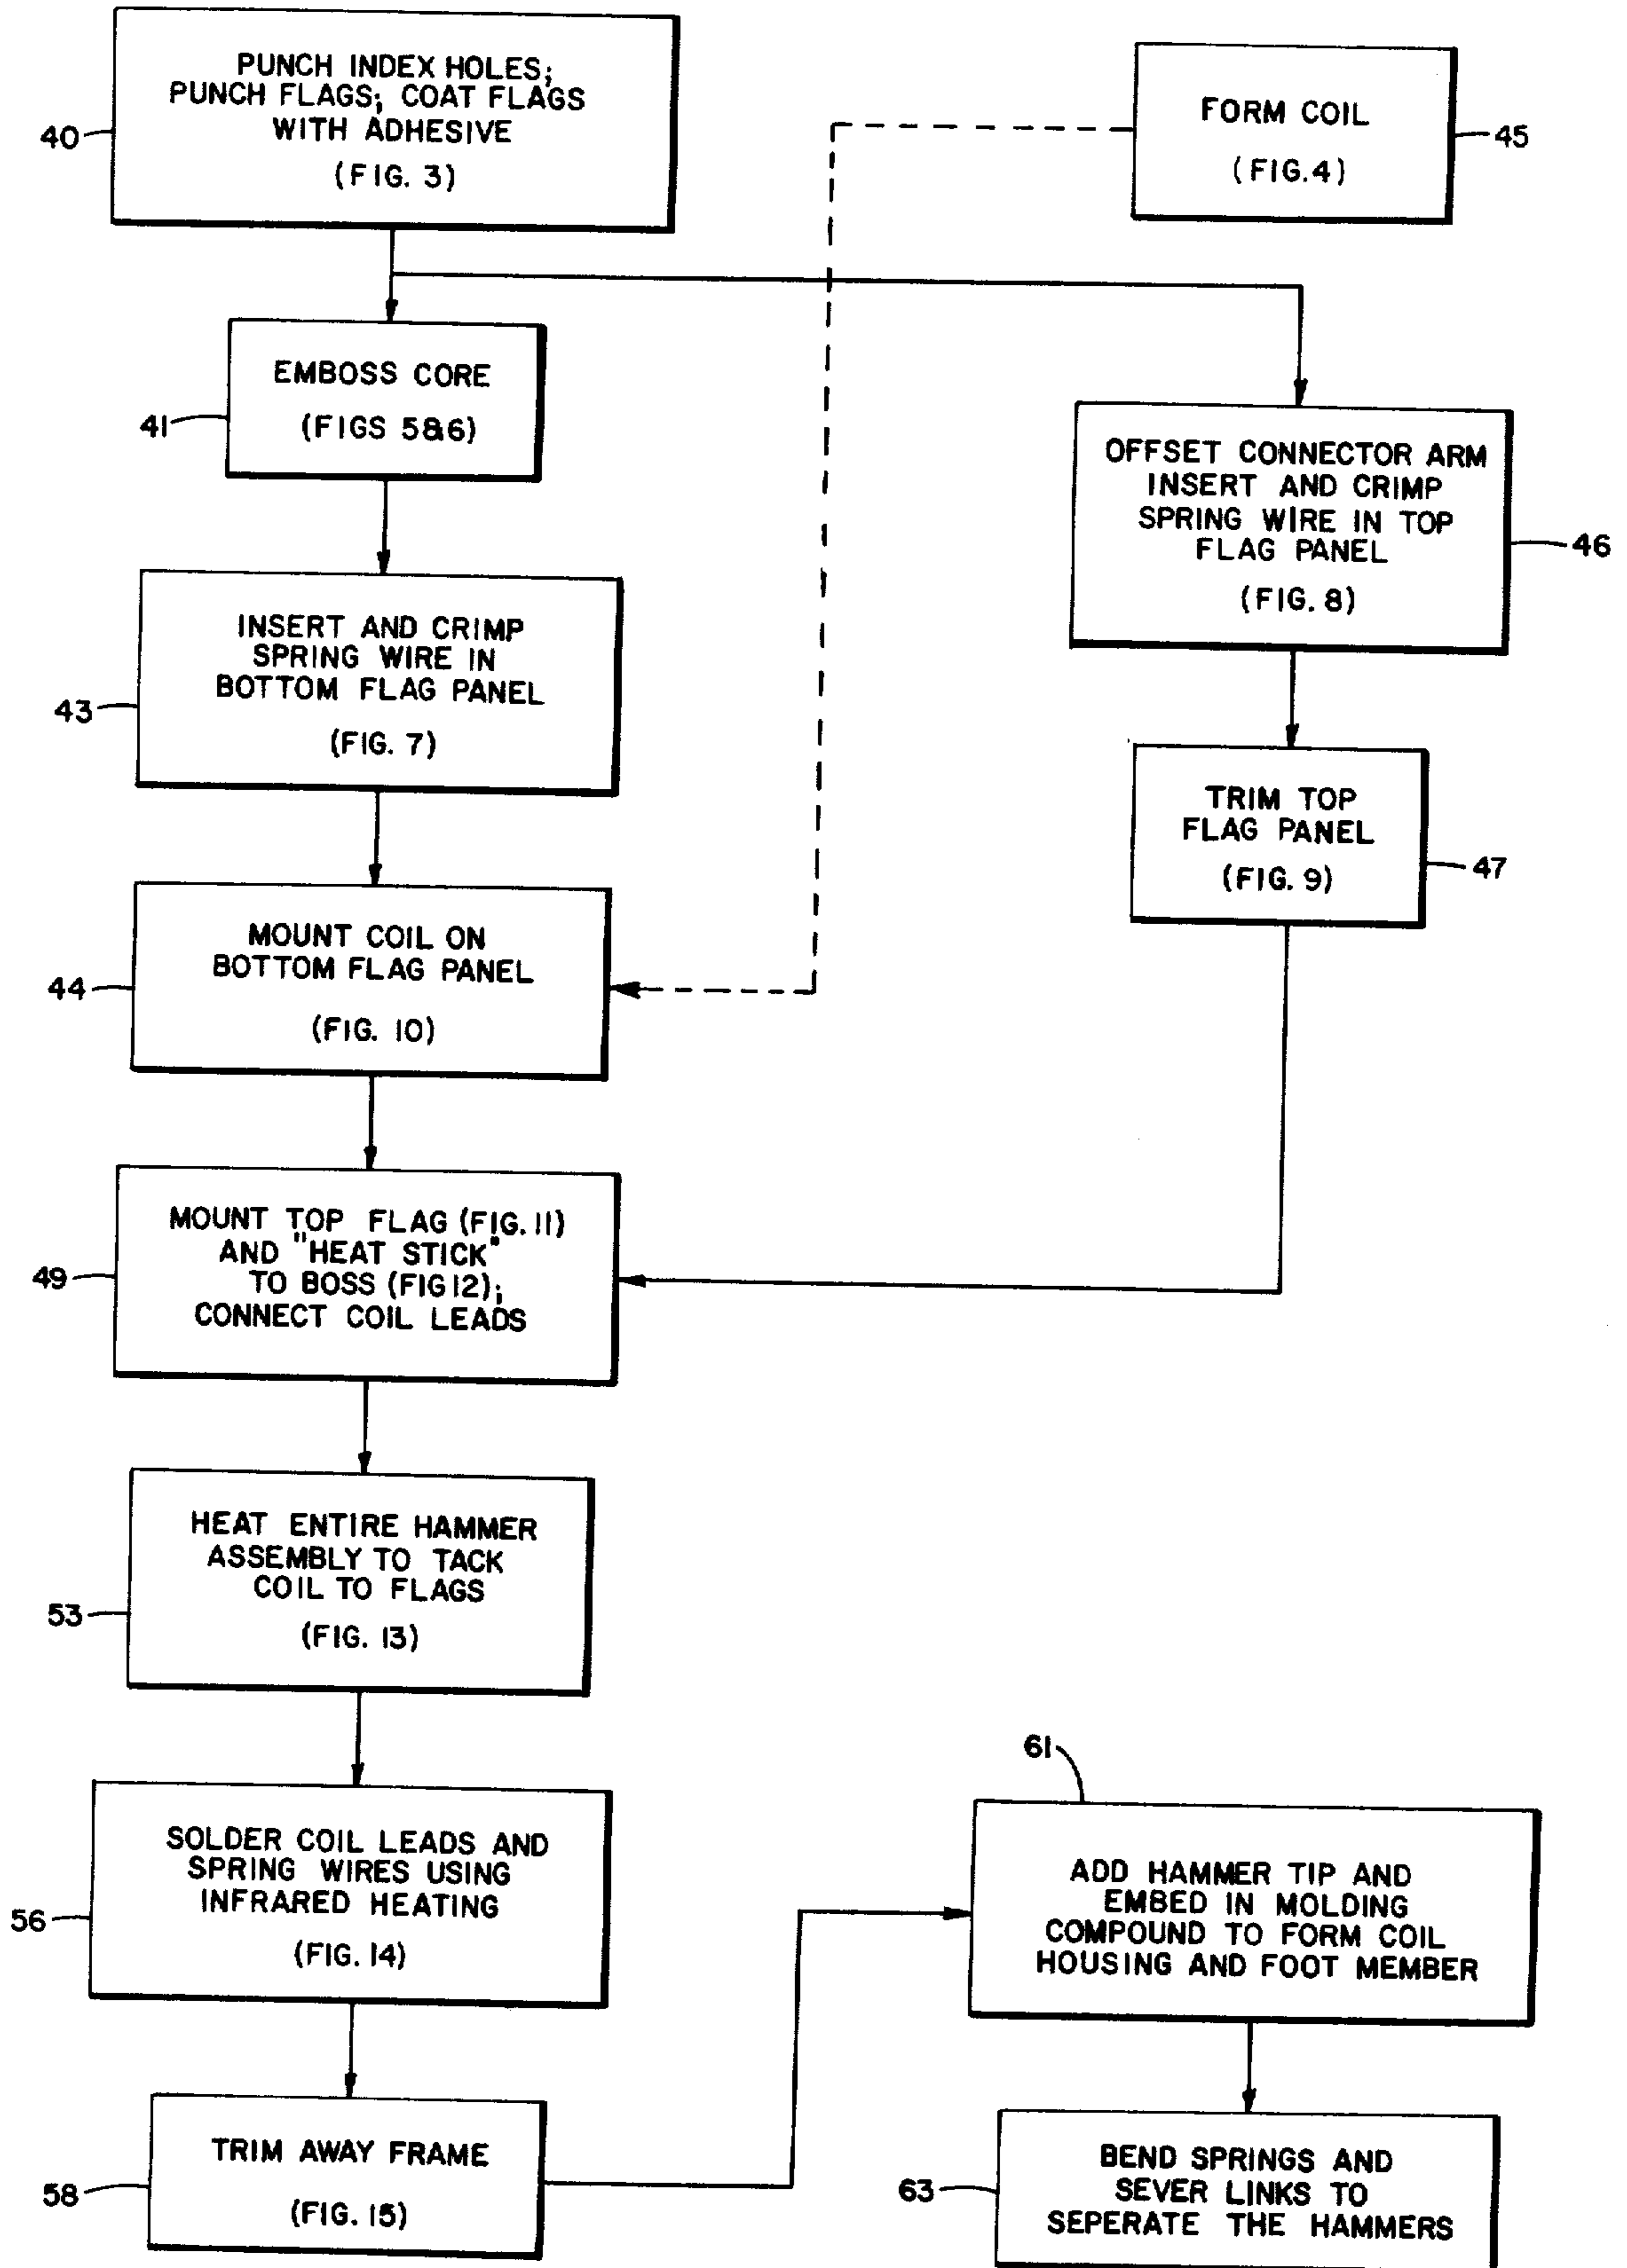 PUNCH INDEX HOLES;
PUNCH FLAGS; COAT FLAGS
WITH ADHESIVE
(FIG. 3)
40
FORM COIL
(FIG.4)
45
EMBOSS CORE
(FIGS 5&6)
41
OFFSET CONNECTOR ARM
INSERT AND CRIMP
SPRING WIRE IN TOP
FLAG PANEL
(FIG. 8)
46
INSERT AND CRIMP
SPRING WIRE IN
BOTTOM FLAG PANEL
(FIG. 7)
43
TRIM TOP
FLAG PANEL
(FIG. 9)
47
MOUNT COIL ON
BOTTOM FLAG PANEL
(FIG. 10)
44
MOUNT TOP FLAG (FIG. 11)
AND "HEAT STICK"
TO BOSS (FIG 12);
CONNECT COIL LEADS
49
HEAT ENTIRE HAMMER
ASSEMBLY TO TACK
COIL TO FLAGS
(FIG. 13)
53
SOLDER COIL LEADS AND
SPRING WIRES USING
INFRARED HEATING
(FIG. 14)
56
TRIM AWAY FRAME
(FIG. 15)
58
61
ADD HAMMER TIP AND
EMBED IN MOLDING
COMPOUND TO FORM COIL
HOUSING AND FOOT MEMBER
BEND SPRINGS AND
SEVER LINKS TO
SEPERATE THE HAMMERS
63